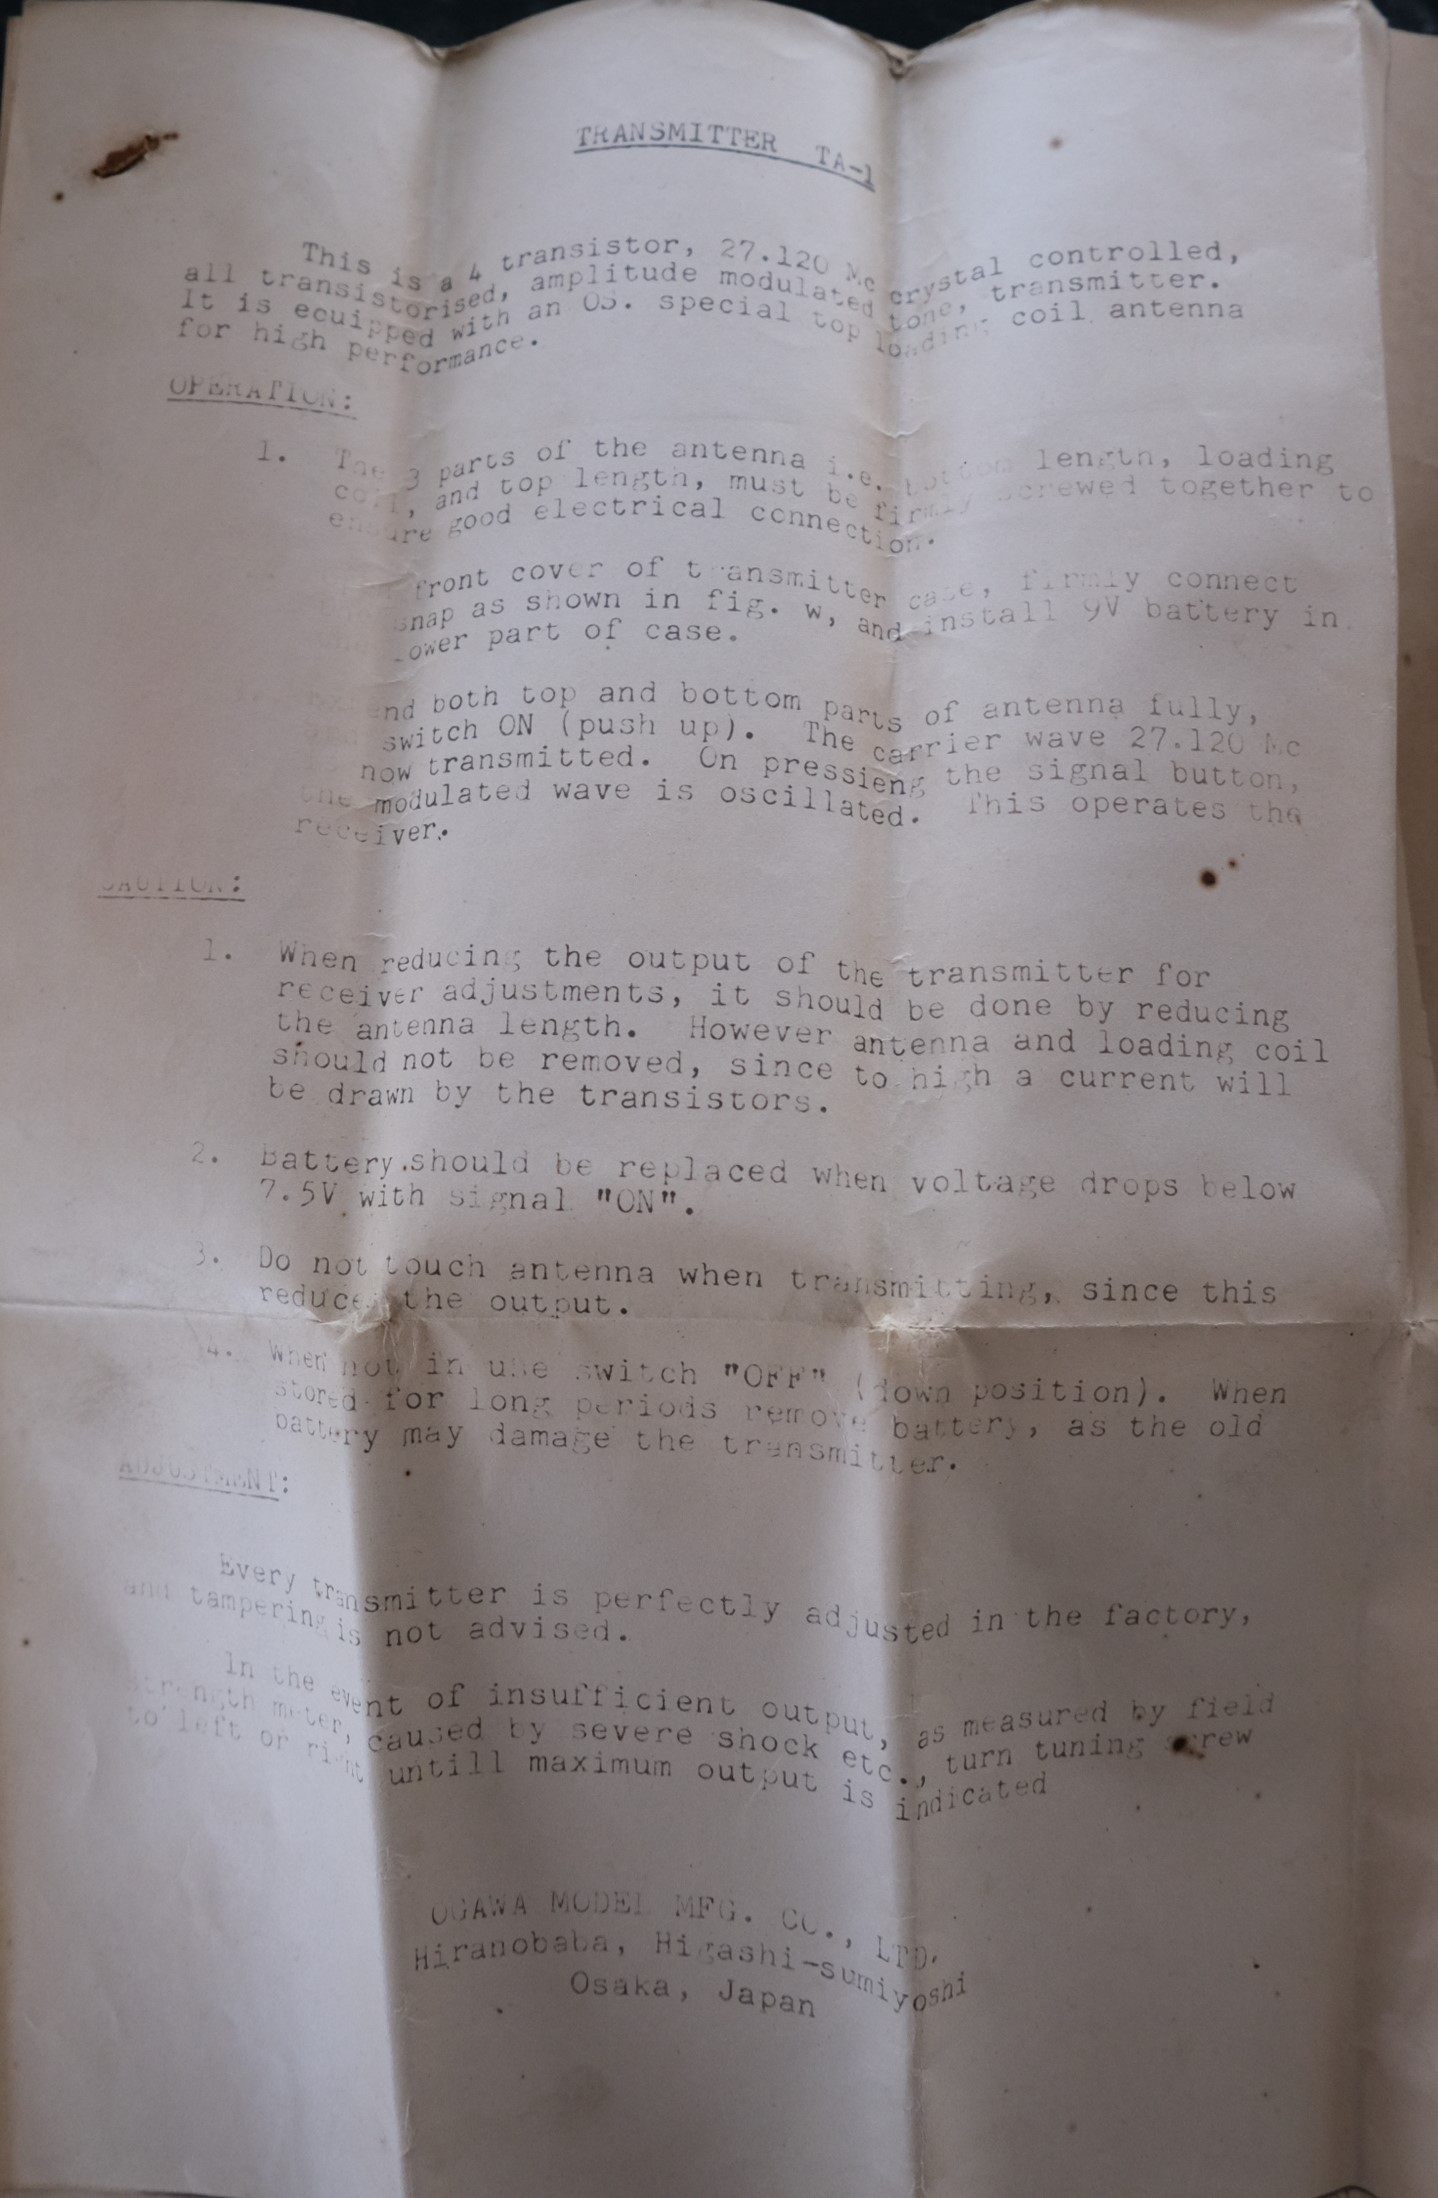 TRANSMITTER TA-1
This is a 4 transistor, 27.120 Mc crystal controlled,
all transistorised, amplitude modulated tone, transmitter.
It is equipped with an OS. special top loading coil antenna
for high performance.
OPERATION:
1. The 3 parts of the antenna i.e. bottom length, loading
coil, and top length, must be firmly screwed together to
ensure good electrical connection.
front cover of transmitter case, firmly connect
snap as shown in fig. w, and install 9V battery in
lower part of case.
both top and bottom parts of antenna fully,
switch ON (push up). The carrier wave 27.120 Mc
now transmitted. On pressieng the signal button,
the modulated wave is oscillated. This operates the
receiver.
CAUTION:
1. When reducing the output of the transmitter for
receiver adjustments, it should be done by reducing
the antenna length. However antenna and loading coil
should not be removed, since to high a current will
be drawn by the transistors.
2. Battery should be replaced when voltage drops below
7.5V with signal "ON".
3. Do not touch antenna when transmitting, since this
reduces the output.
4. When not in use switch "OFF" (down position). When
stored for long periods remove battery, as the old
battery may damage the transmitter.
ADJUSTMENT:
Every transmitter is perfectly adjusted in the factory,
and tampering is not advised.
In the event of insufficient output, as measured by field
strength meter, caused by severe shock etc., turn tuning screw
to left or right untill maximum output is indicated
OGAWA MODEL MFG. CO., LTD.
Hiranobaba, Higashi-sumiyoshi
Osaka, Japan